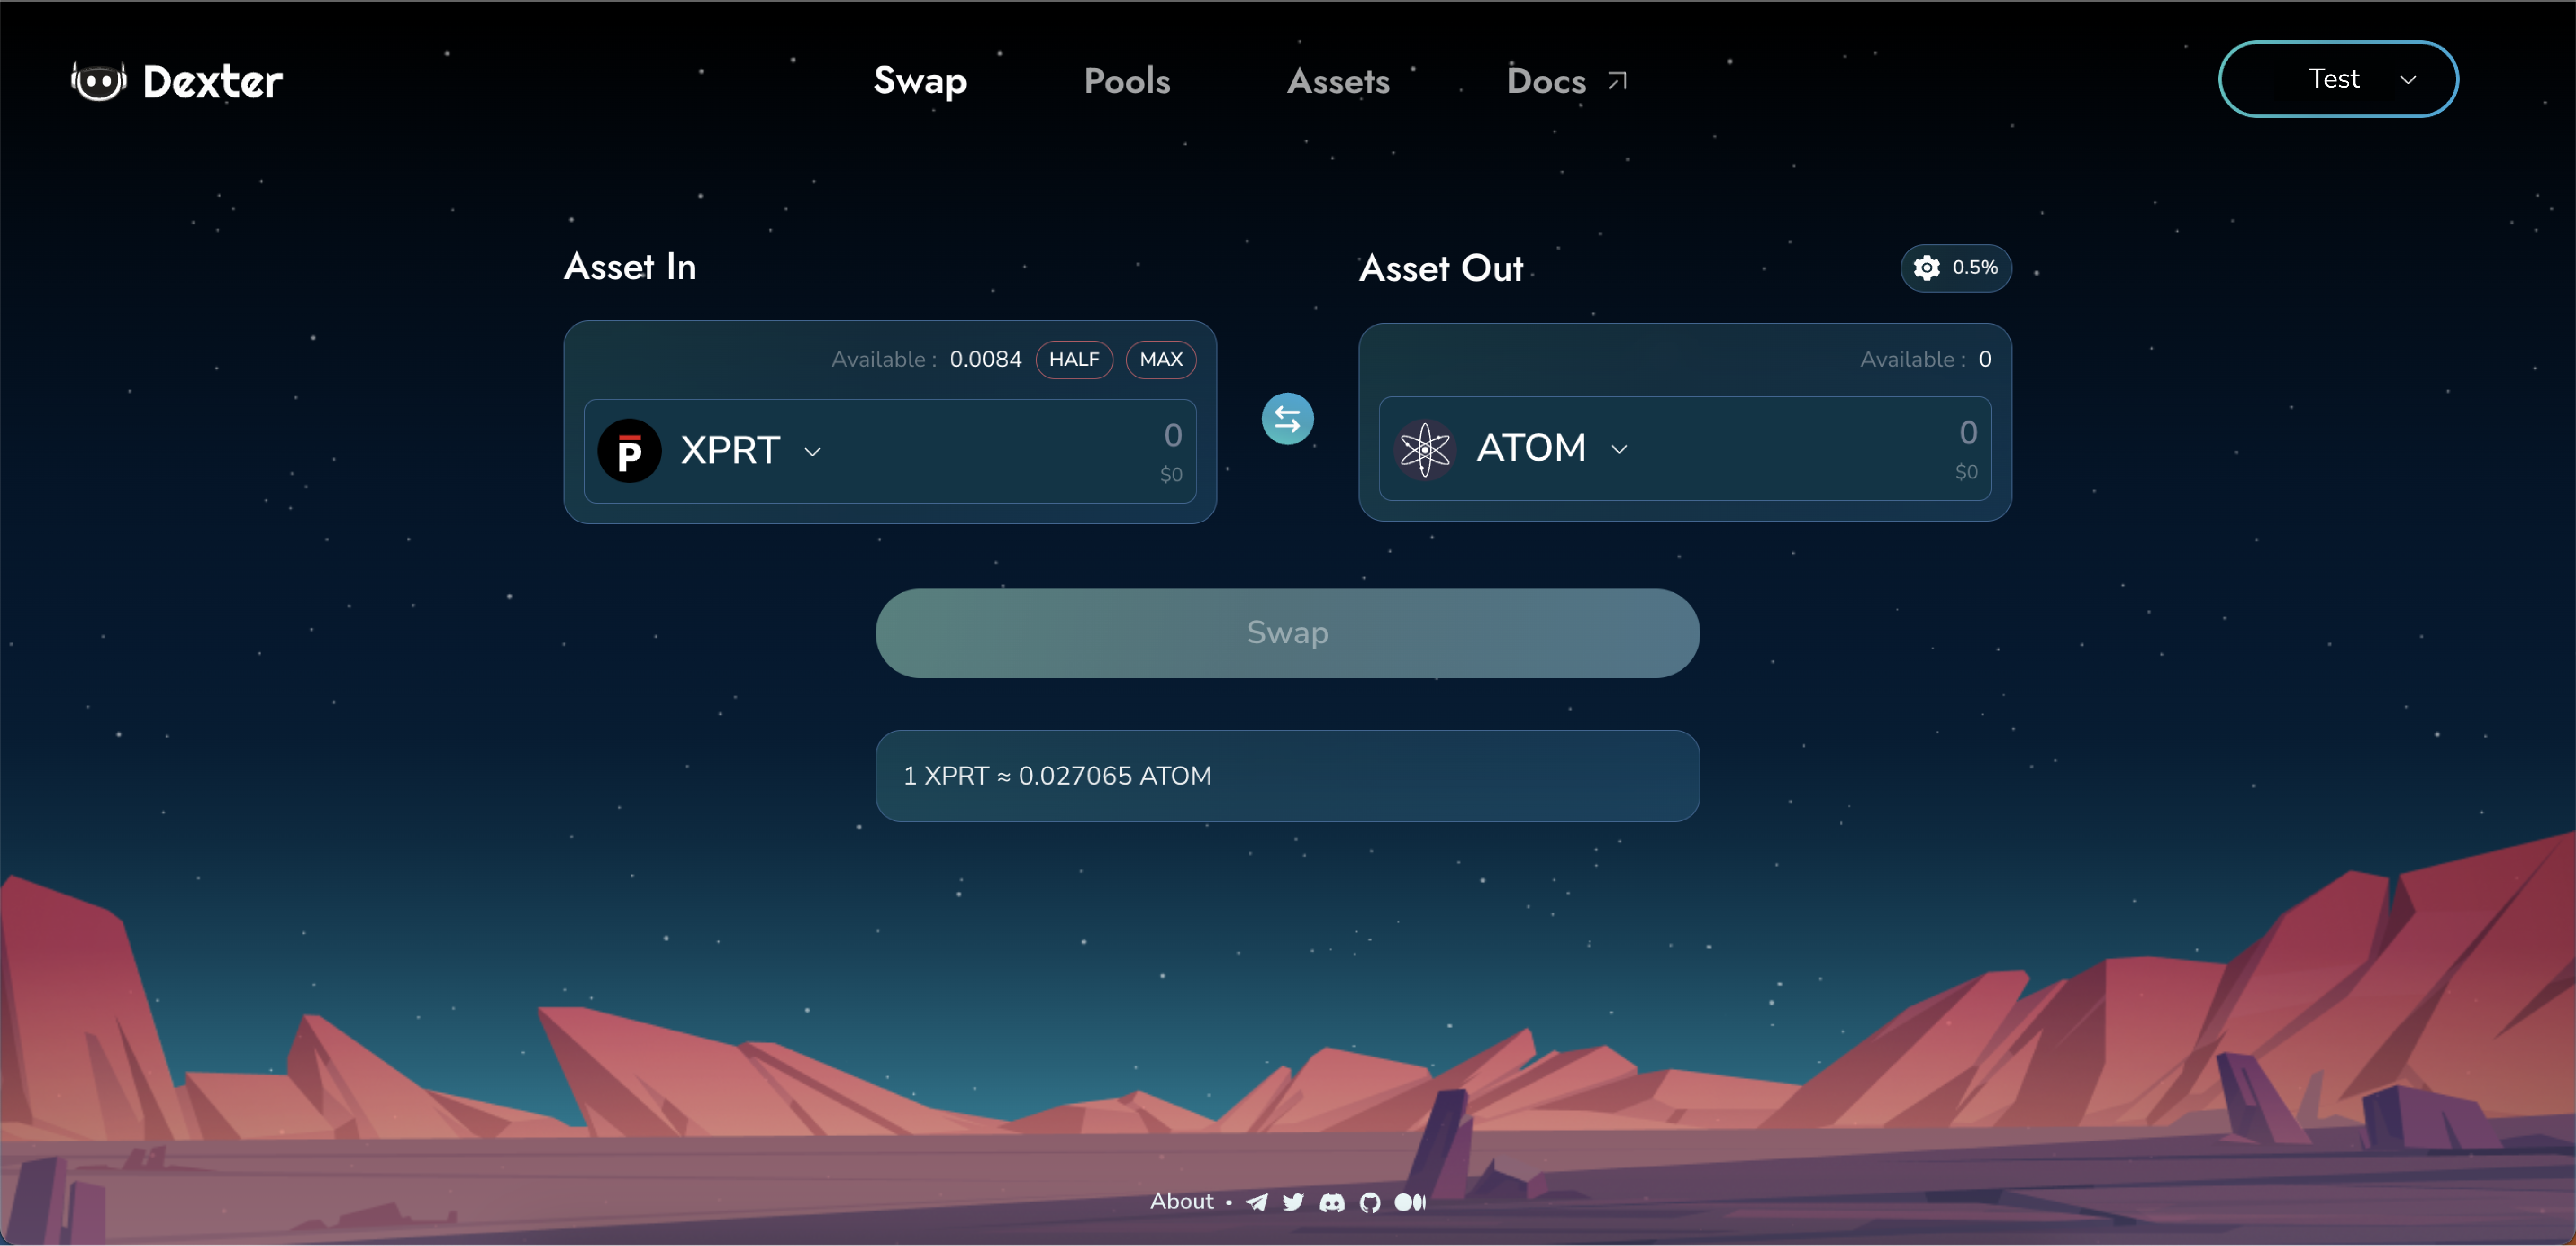 Dexter
Swap Pools Assets Docs
Test
Asset In
Available : 0.0084 HALF MAX
XPRT 0
$0
Asset Out
0.5%
Available : 0
ATOM 0
$0
Swap
1 XPRT ≈ 0.027065 ATOM
About •